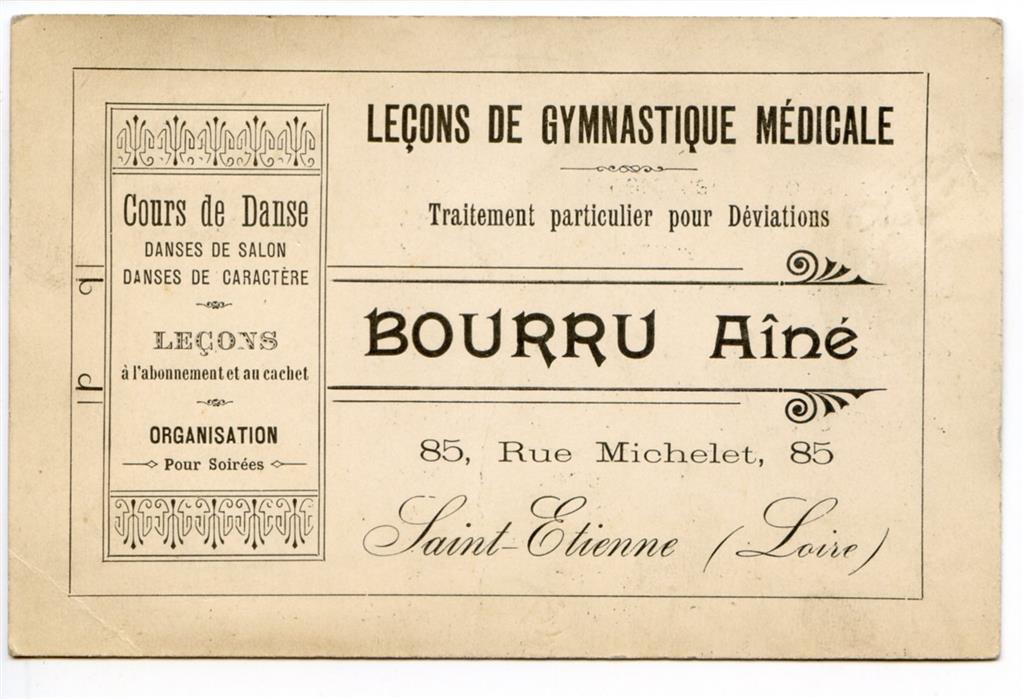 LEÇONS DE GYMNASTIQUE MÉDICALE
Traitement particulier pour Déviations
BOURRU Aîné
85, Rue Michelet, 85
Saint-Etienne (Loire)
Cours de Danse
DANSES DE SALON
DANSES DE CARACTÈRE
LEÇONS
à l'abonnement et au cachet
ORGANISATION
Pour Soirées